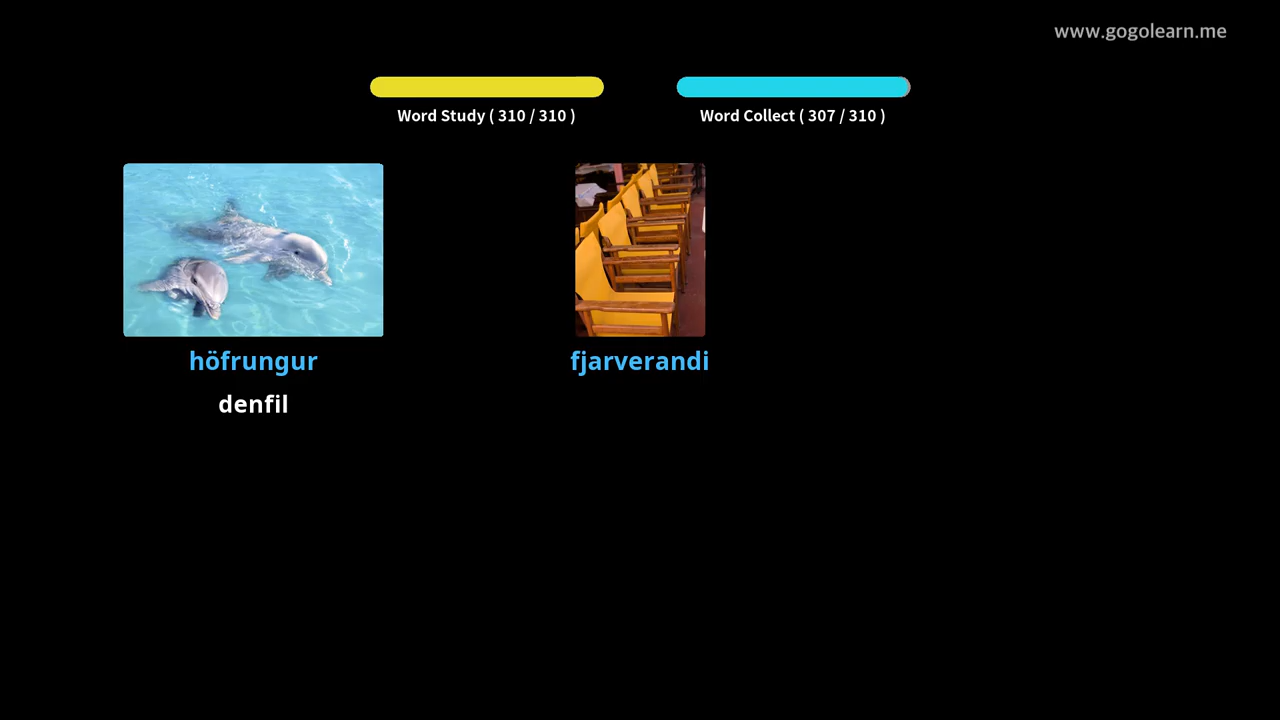 www.gogolearn.me
Word Study ( 310 / 310 )
Word Collect ( 307 / 310 )
höfrungur
fjarverandi
denfil